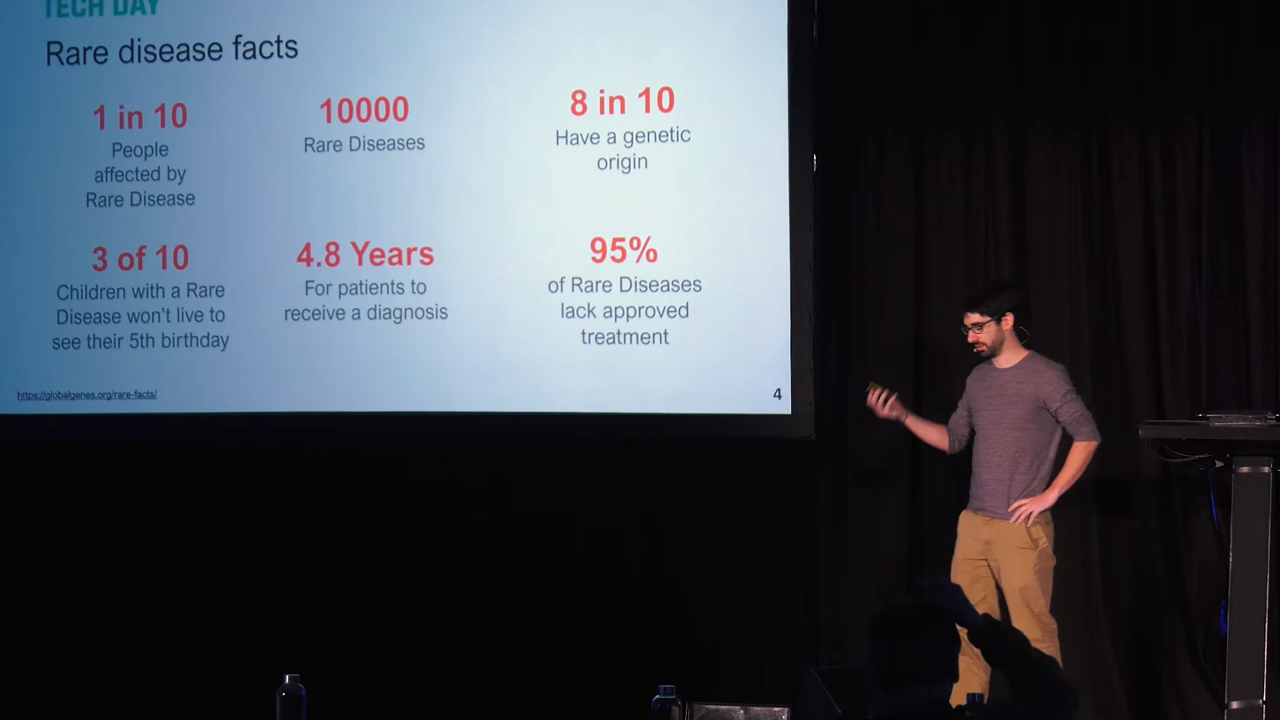 TECH DAY
Rare disease facts
1 in 10
People
affected by
Rare Disease
10000
Rare Diseases
8 in 10
Have a genetic
origin
3 of 10
Children with a Rare
Disease won't live to
see their 5th birthday
4.8 Years
For patients to
receive a diagnosis
95%
of Rare Diseases
lack approved
treatment
https://globalgenes.org/rare-facts/
4